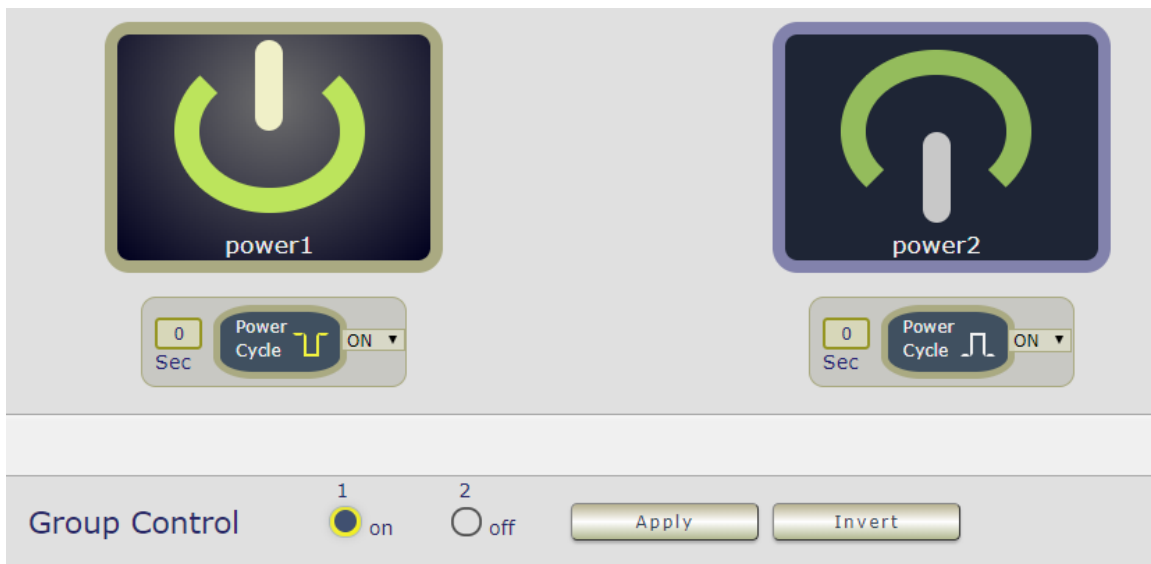 power1
power2
0
Sec
Power
Cycle
ON
0
Sec
Power
Cycle
ON
1
2
Group Control
on
off
Apply
Invert